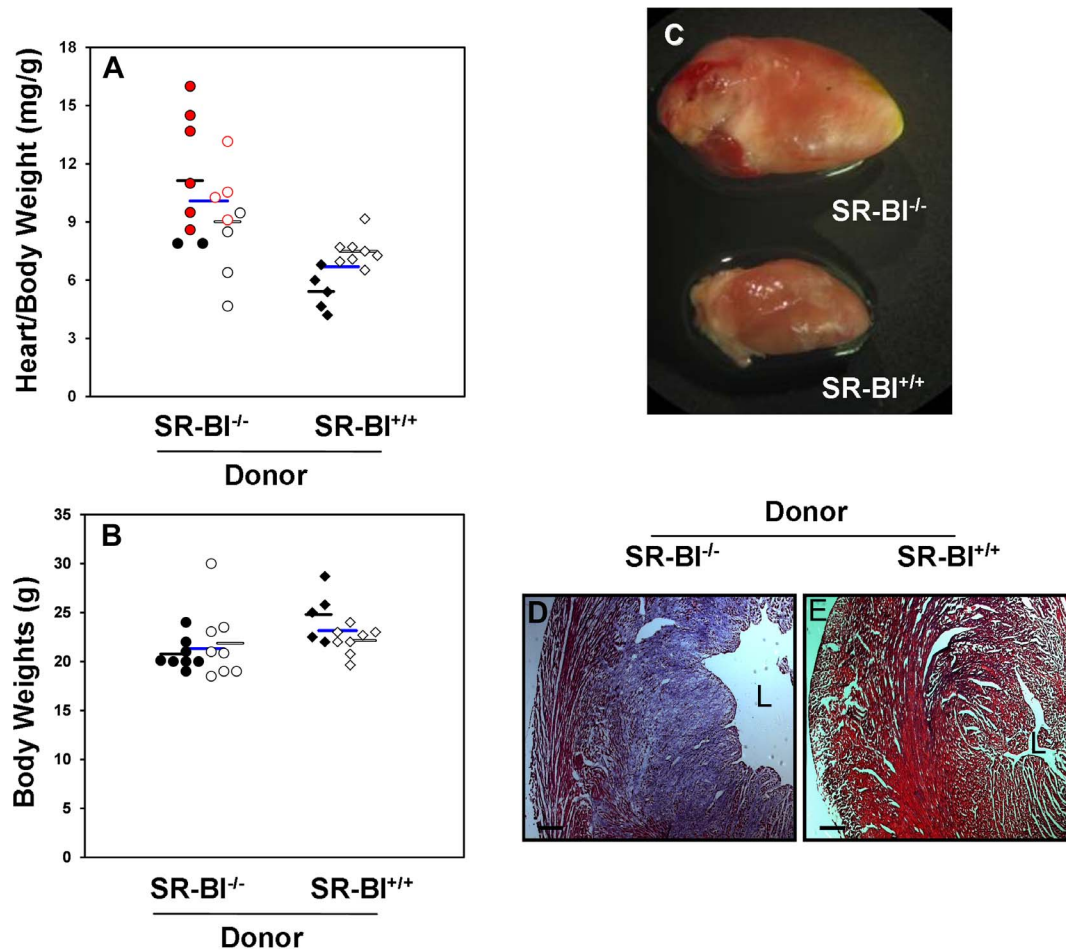 A
Heart/Body Weight (mg/g)
18
15
12
9
6
3
0
SR-BI-/-
SR-BI+/+
Donor
C
SR-BI-/-
SR-BI+/+
B
Body Weights (g)
35
30
25
20
15
10
5
0
SR-BI-/-
SR-BI+/+
Donor
Donor
SR-BI-/-
SR-BI+/+
D
L
E
L